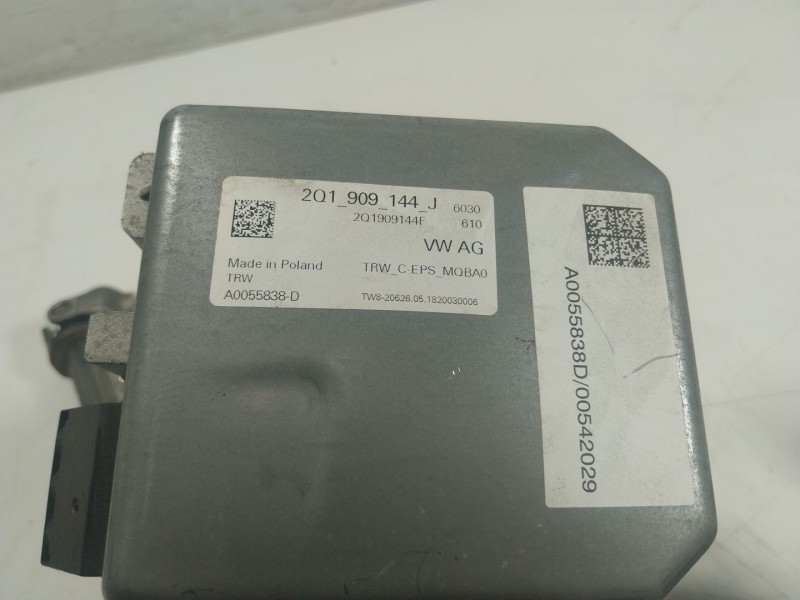 2Q1_909_144_J 6030
2Q1909144F 610
VW AG
Made in Poland TRW_C-EPS_MQBA0
TRW
A0055838-D TW8-20626.05.1820030006
A0055838D/00542029